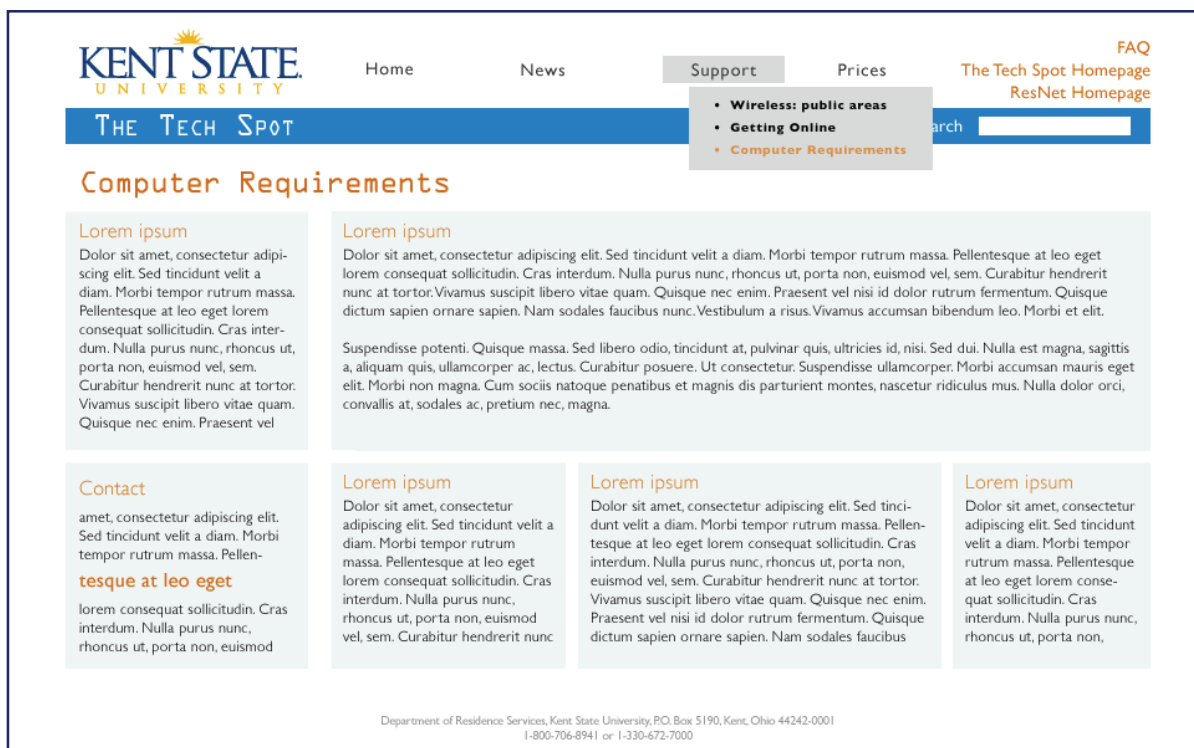 KENT STATE
UNIVERSITY
Home
News
Support
Prices
FAQ
The Tech Spot Homepage
ResNet Homepage
• Wireless: public areas
• Getting Online
• Computer Requirements
THE TECH SPOT
arch
Computer Requirements
Lorem ipsum
Dolor sit amet, consectetur adipi-
scing elit. Sed tincidunt velit a
diam. Morbi tempor rutrum massa.
Pellentesque at leo eget lorem
consequat sollicitudin. Cras inter-
dum. Nulla purus nunc, rhoncus ut,
porta non, euismod vel, sem.
Curabitur hendrerit nunc at tortor.
Vivamus suscipit libero vitae quam.
Quisque nec enim. Praesent vel
Lorem ipsum
Dolor sit amet, consectetur adipiscing elit. Sed tincidunt velit a diam. Morbi tempor rutrum massa. Pellentesque at leo eget
lorem consequat sollicitudin. Cras interdum. Nulla purus nunc, rhoncus ut, porta non, euismod vel, sem. Curabitur hendrerit
nunc at tortor. Vivamus suscipit libero vitae quam. Quisque nec enim. Praesent vel nisi id dolor rutrum fermentum. Quisque
dictum sapien ornare sapien. Nam sodales faucibus nunc. Vestibulum a risus. Vivamus accumsan bibendum leo. Morbi et elit.
Suspendisse potenti. Quisque massa. Sed libero odio, tincidunt at, pulvinar quis, ultricies id, nisi. Sed dui. Nulla est magna, sagittis
a, aliquam quis, ullamcorper ac, lectus. Curabitur posuere. Ut consectetur. Suspendisse ullamcorper. Morbi accumsan mauris eget
elit. Morbi non magna. Cum sociis natoque penatibus et magnis dis parturient montes, nascetur ridiculus mus. Nulla dolor orci,
convallis at, sodales ac, pretium nec, magna.
Contact
amet, consectetur adipiscing elit.
Sed tincidunt velit a diam. Morbi
tempor rutrum massa. Pellen-
tesque at leo eget
lorem consequat sollicitudin. Cras
interdum. Nulla purus nunc,
rhoncus ut, porta non, euismod
Lorem ipsum
Dolor sit amet, consectetur
adipiscing elit. Sed tincidunt velit a
diam. Morbi tempor rutrum
massa. Pellentesque at leo eget
lorem consequat sollicitudin. Cras
interdum. Nulla purus nunc,
rhoncus ut, porta non, euismod
vel, sem. Curabitur hendrerit nunc
Lorem ipsum
Dolor sit amet, consectetur adipiscing elit. Sed tinci-
dunt velit a diam. Morbi tempor rutrum massa. Pellen-
tesque at leo eget lorem consequat sollicitudin. Cras
interdum. Nulla purus nunc, rhoncus ut, porta non,
euismod vel, sem. Curabitur hendrerit nunc at tortor.
Vivamus suscipit libero vitae quam. Quisque nec enim.
Praesent vel nisi id dolor rutrum fermentum. Quisque
dictum sapien ornare sapien. Nam sodales faucibus
Lorem ipsum
Dolor sit amet, consectetur
adipiscing elit. Sed tincidunt
velit a diam. Morbi tempor
rutrum massa. Pellentesque
at leo eget lorem conse-
quat sollicitudin. Cras
interdum. Nulla purus nunc,
rhoncus ut, porta non,
Department of Residence Services, Kent State University, P.O. Box 5190, Kent, Ohio 44242-0001
1-800-706-8941 or 1-330-672-7000